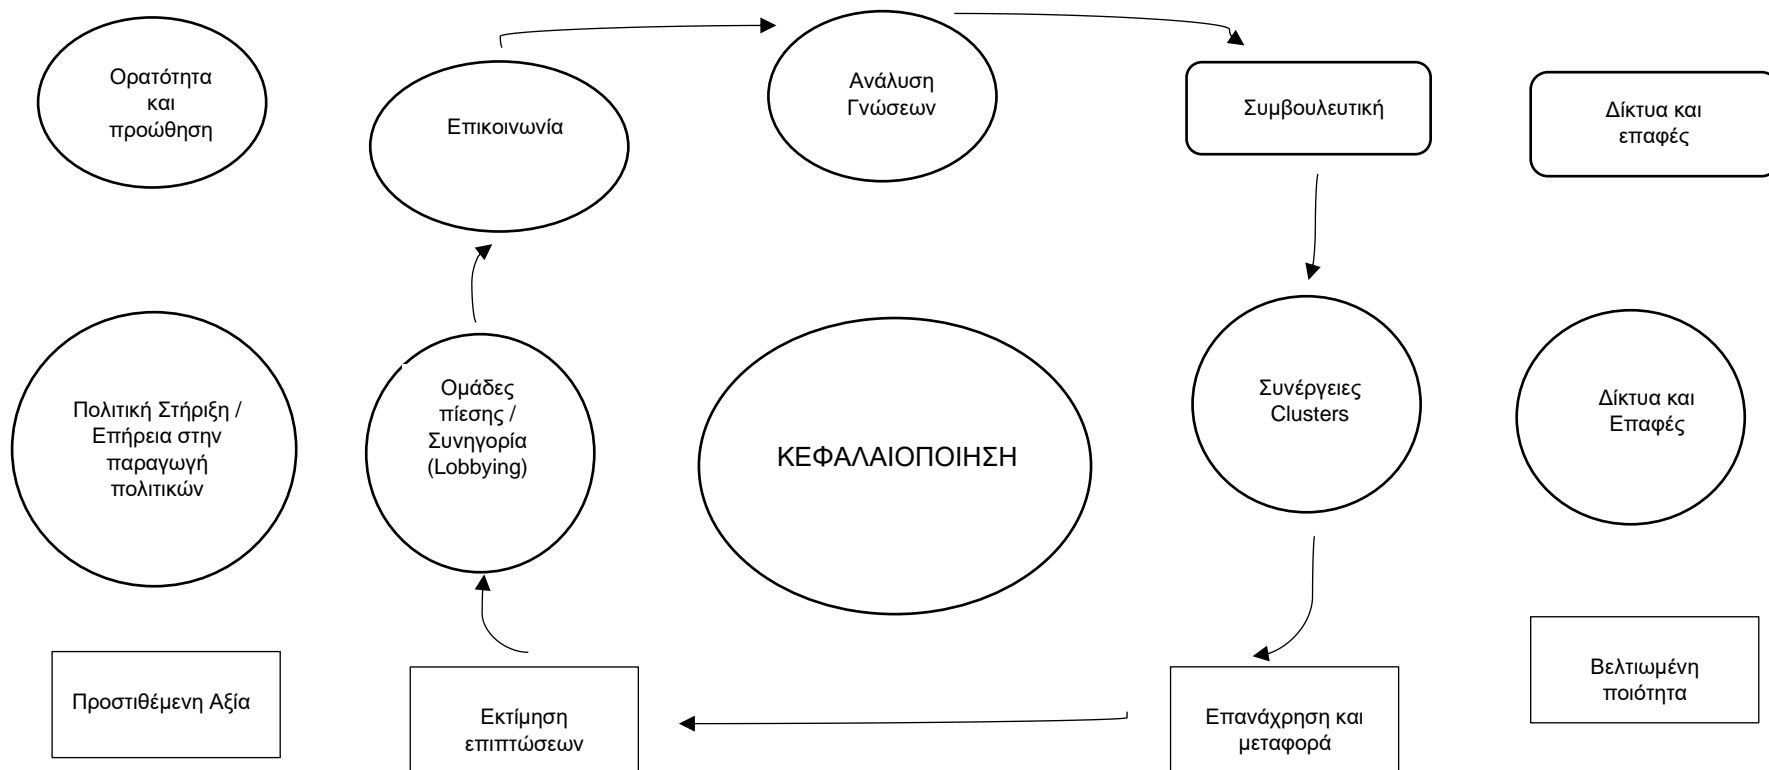 Ορατότητα
και
προώθηση
Επικοινωνία
Ανάλυση
Γνώσεων
Συμβουλευτική
Δίκτυα και
επαφές
Πολιτική Στήριξη /
Επήρεια στην
παραγωγή
πολιτικών
Ομάδες
πίεσης /
Συνηγορία
(Lobbying)
ΚΕΦΑΛΑΙΟΠΟΙΗΣΗ
Συνέργειες
Clusters
Δίκτυα και
Επαφές
Προστιθέμενη Αξία
Εκτίμηση
επιπτώσεων
Επανάχρηση και
μεταφορά
Βελτιωμένη
ποιότητα